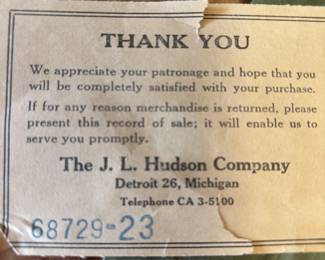 THANK YOU
We appreciate your patronage and hope that you
will be completely satisfied with your purchase.
If for any reason merchandise is returned, please
present this record of sale; it will enable us to
serve you promptly.
The J. L. Hudson Company
Detroit 26, Michigan
Telephone CA 3-5100
68729-23